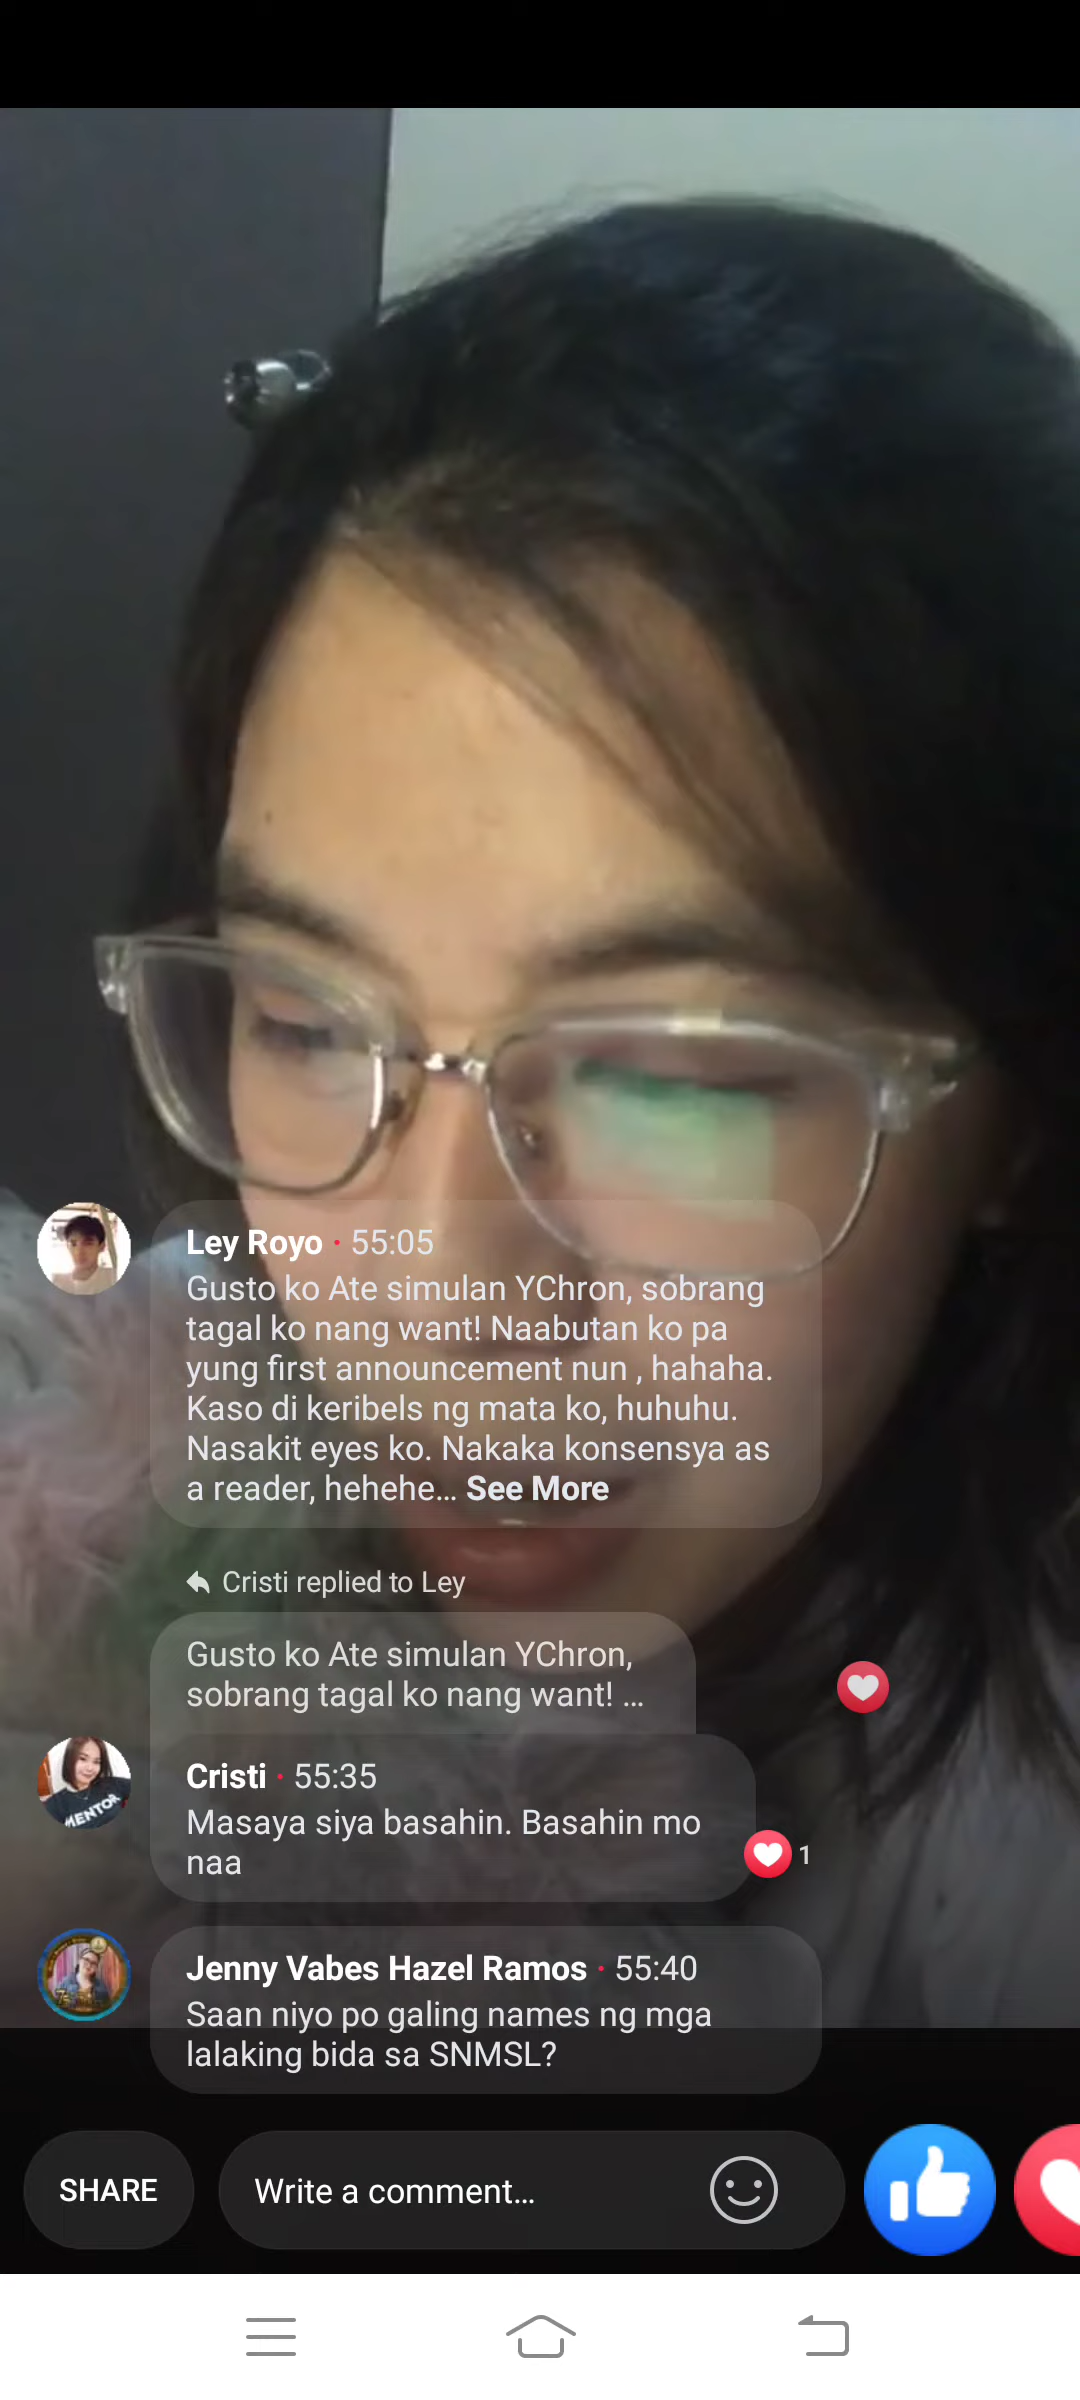 Ley Royo · 55:05
Gusto ko Ate simulan YChron, sobrang
tagal ko nang want! Naabutan ko pa
yung first announcement nun , hahaha.
Kaso di keribels ng mata ko, huhuhu.
Nasakit eyes ko. Nakaka konsensya as
a reader, hehehe... See More
Cristi replied to Ley
Gusto ko Ate simulan YChron,
sobrang tagal ko nang want! ...
MENTOR
Cristi · 55:35
Masaya siya basahin. Basahin mo
naa
1
Jenny Vabes Hazel Ramos · 55:40
Saan niyo po galing names ng mga
lalaking bida sa SNMSL?
SHARE
Write a comment...